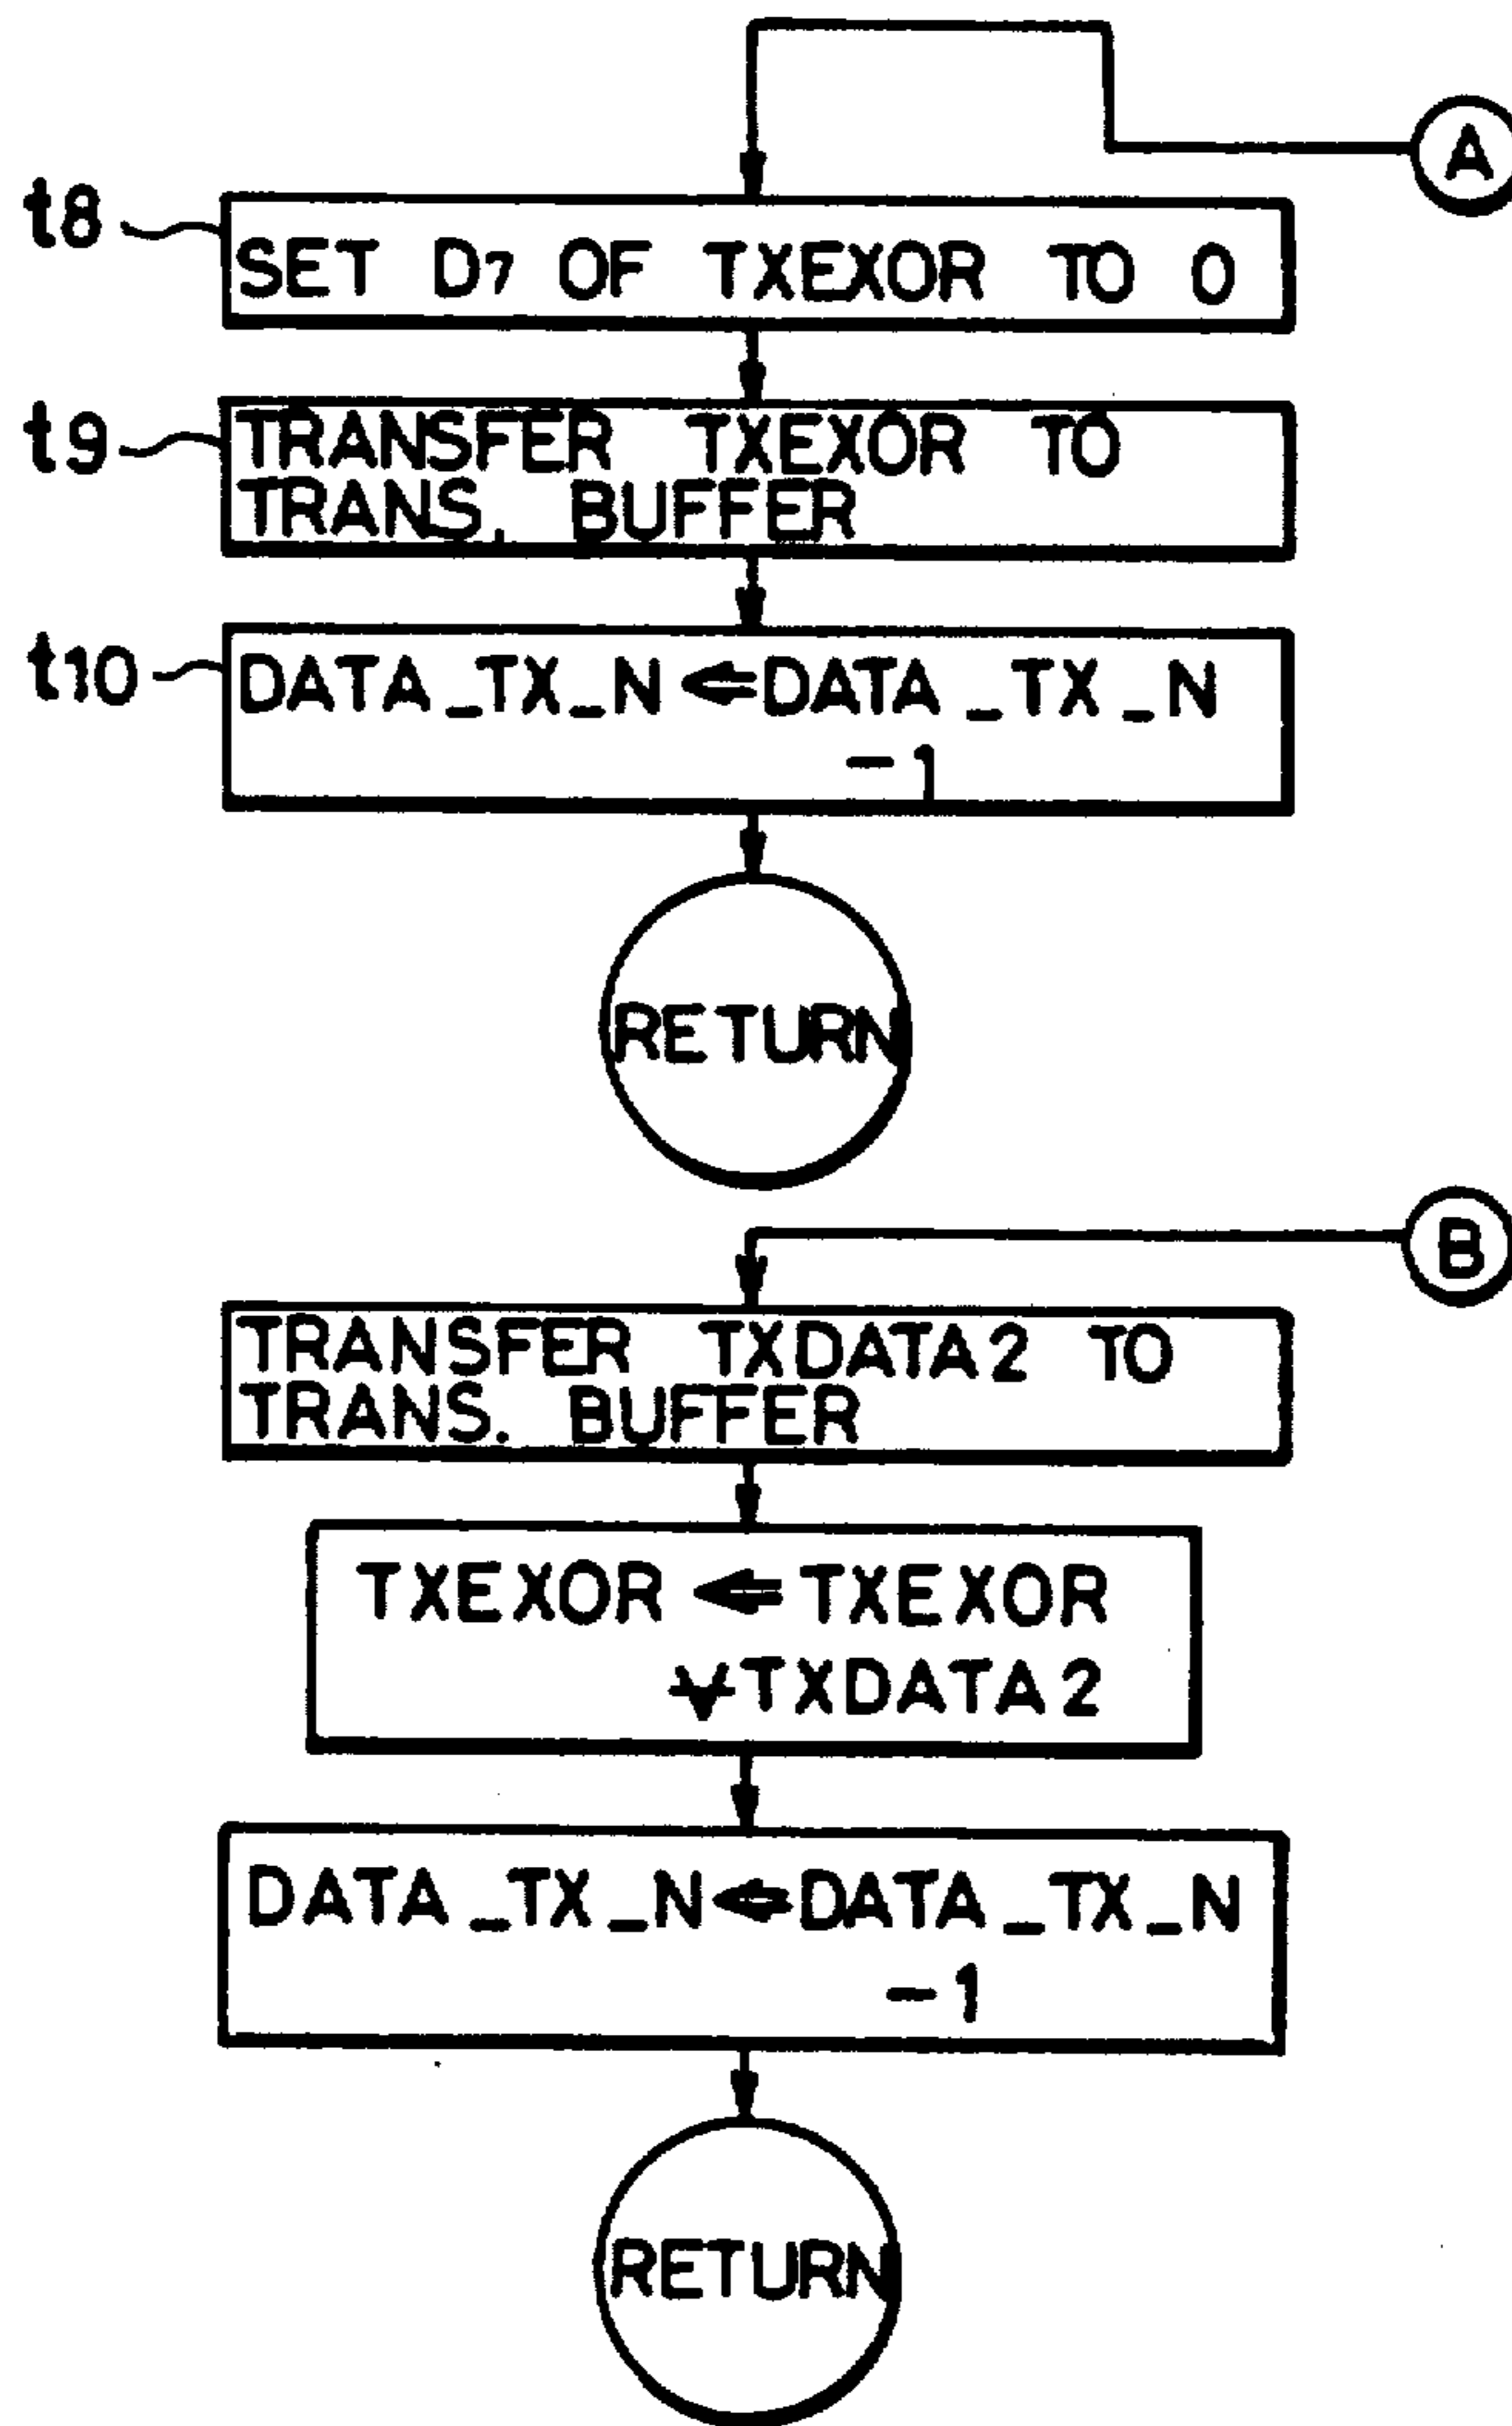 A
t8
SET D7 OF TXEXOR TO 0
t9
TRANSFER TXEXOR TO
TRANS. BUFFER
t10
DATA_TX_N⇐DATA_TX_N
-1
RETURN
B
TRANSFER TXDATA2 TO
TRANS. BUFFER
TXEXOR⇐TXEXOR
⊻TXDATA2
DATA_TX_N⇐DATA_TX_N
-1
RETURN